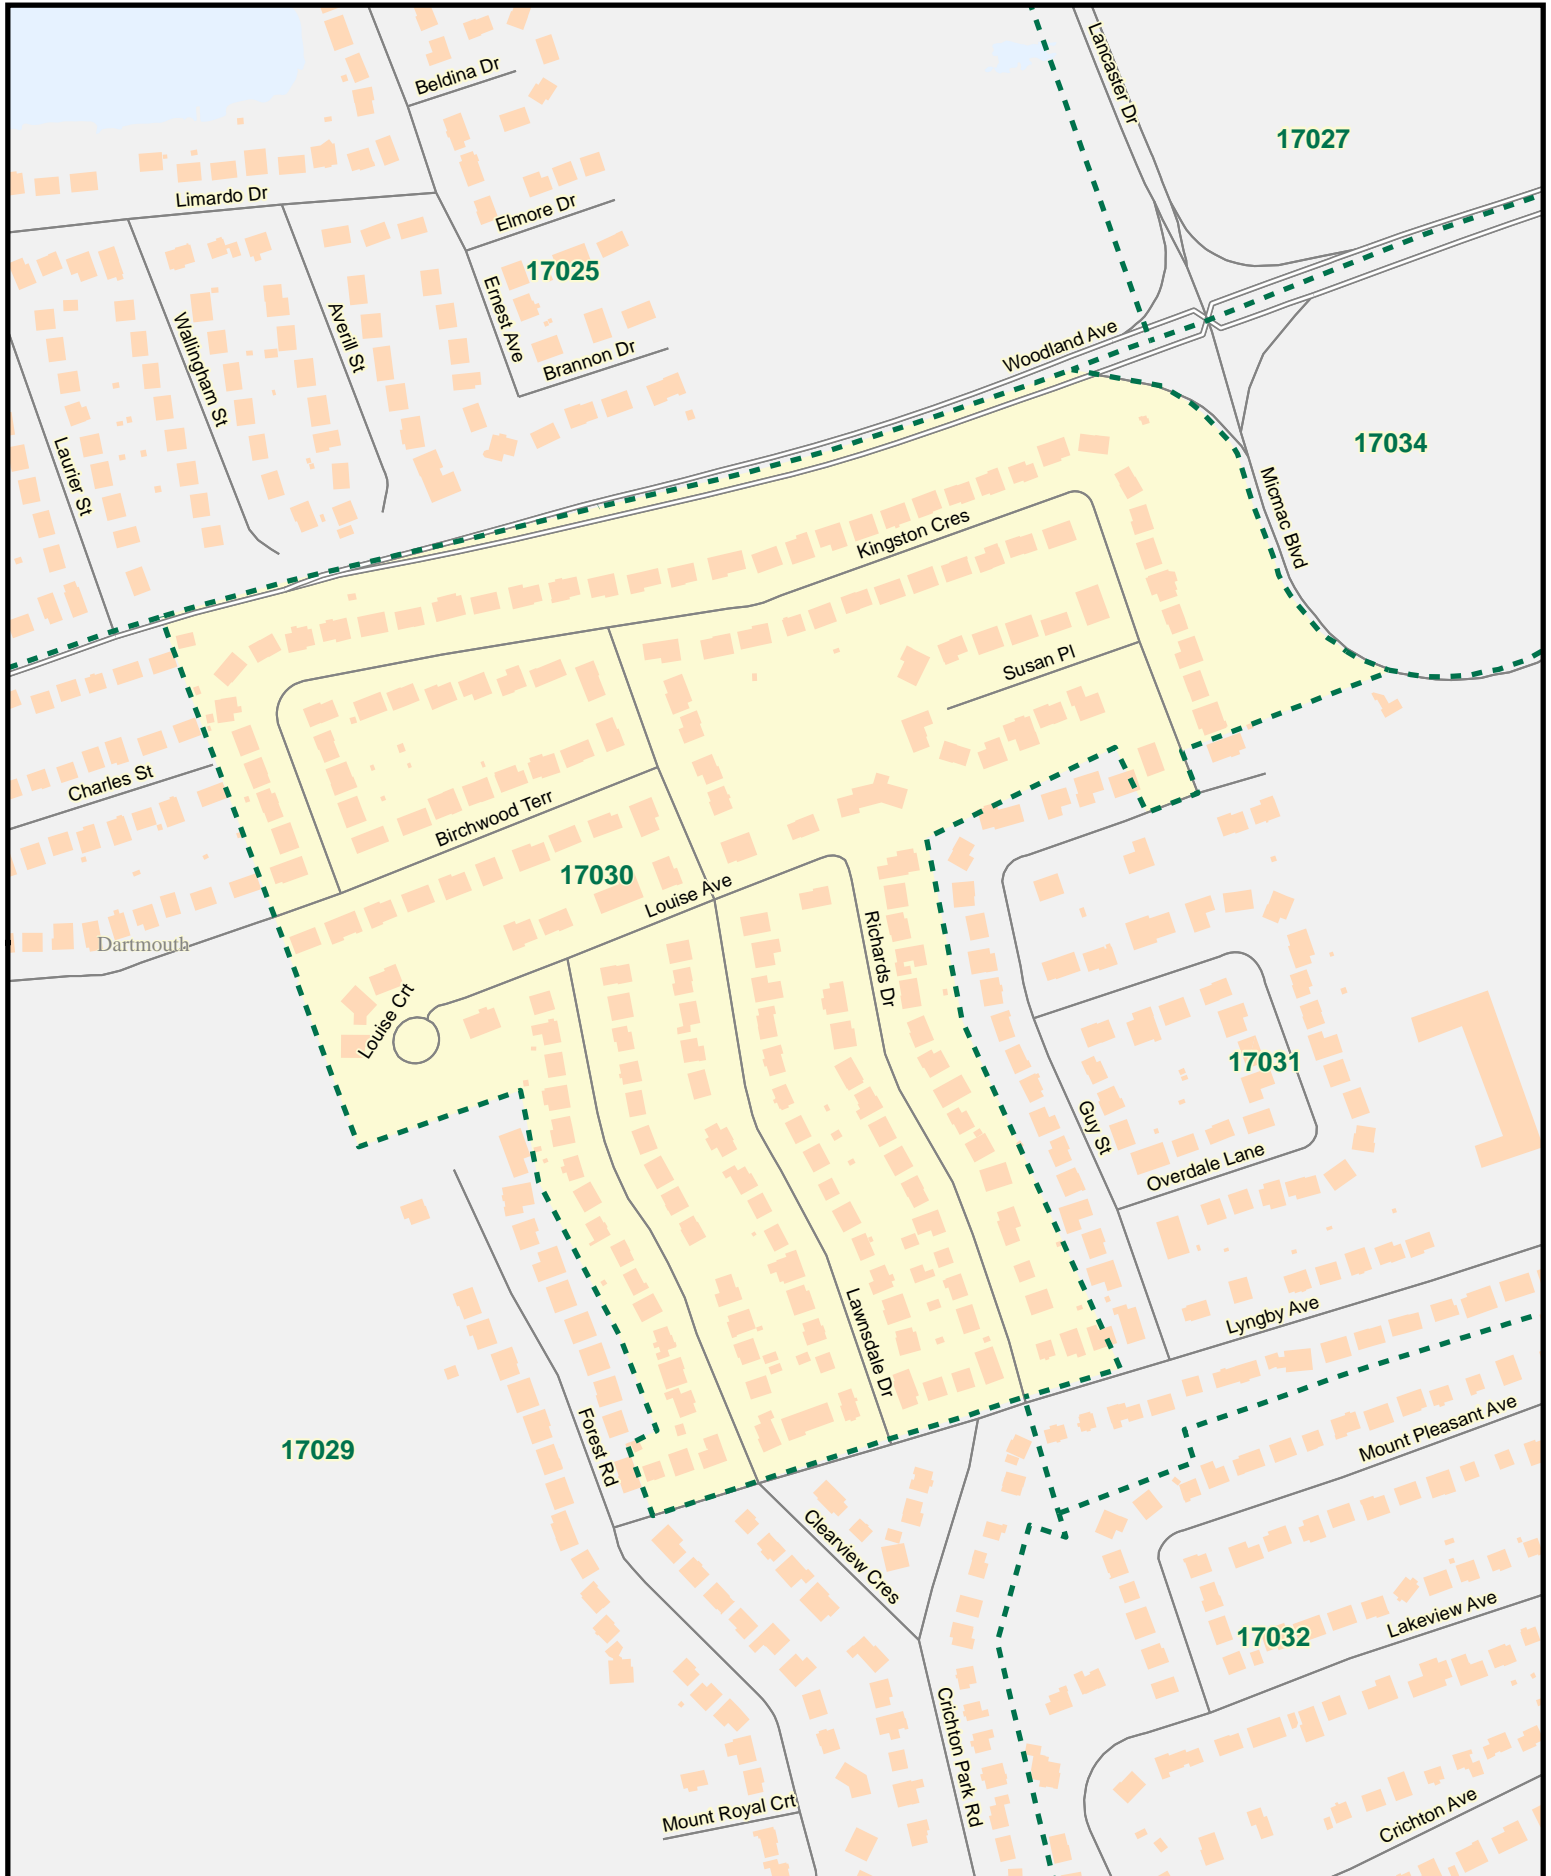 Lancaster Dr
Beldina Dr
17027
Limardo Dr
Elmore Dr
17025
Ernest Ave
Wallingham St
Averill St
Woodland Ave
Brannon Dr
17034
Laurier St
Micmac Blvd
Kingston Cres
Susan Pl
Charles St
Birchwood Terr
17030
Louise Ave
Dartmouth
Richards Dr
Louise Crt
17031
Guy St
Overdale Lane
Lyngby Ave
Lawnsdale Dr
Forest Rd
17029
Mount Pleasant Ave
Clearview Cres
Lakeview Ave
17032
Crichton Park Rd
Mount Royal Crt
Crichton Ave